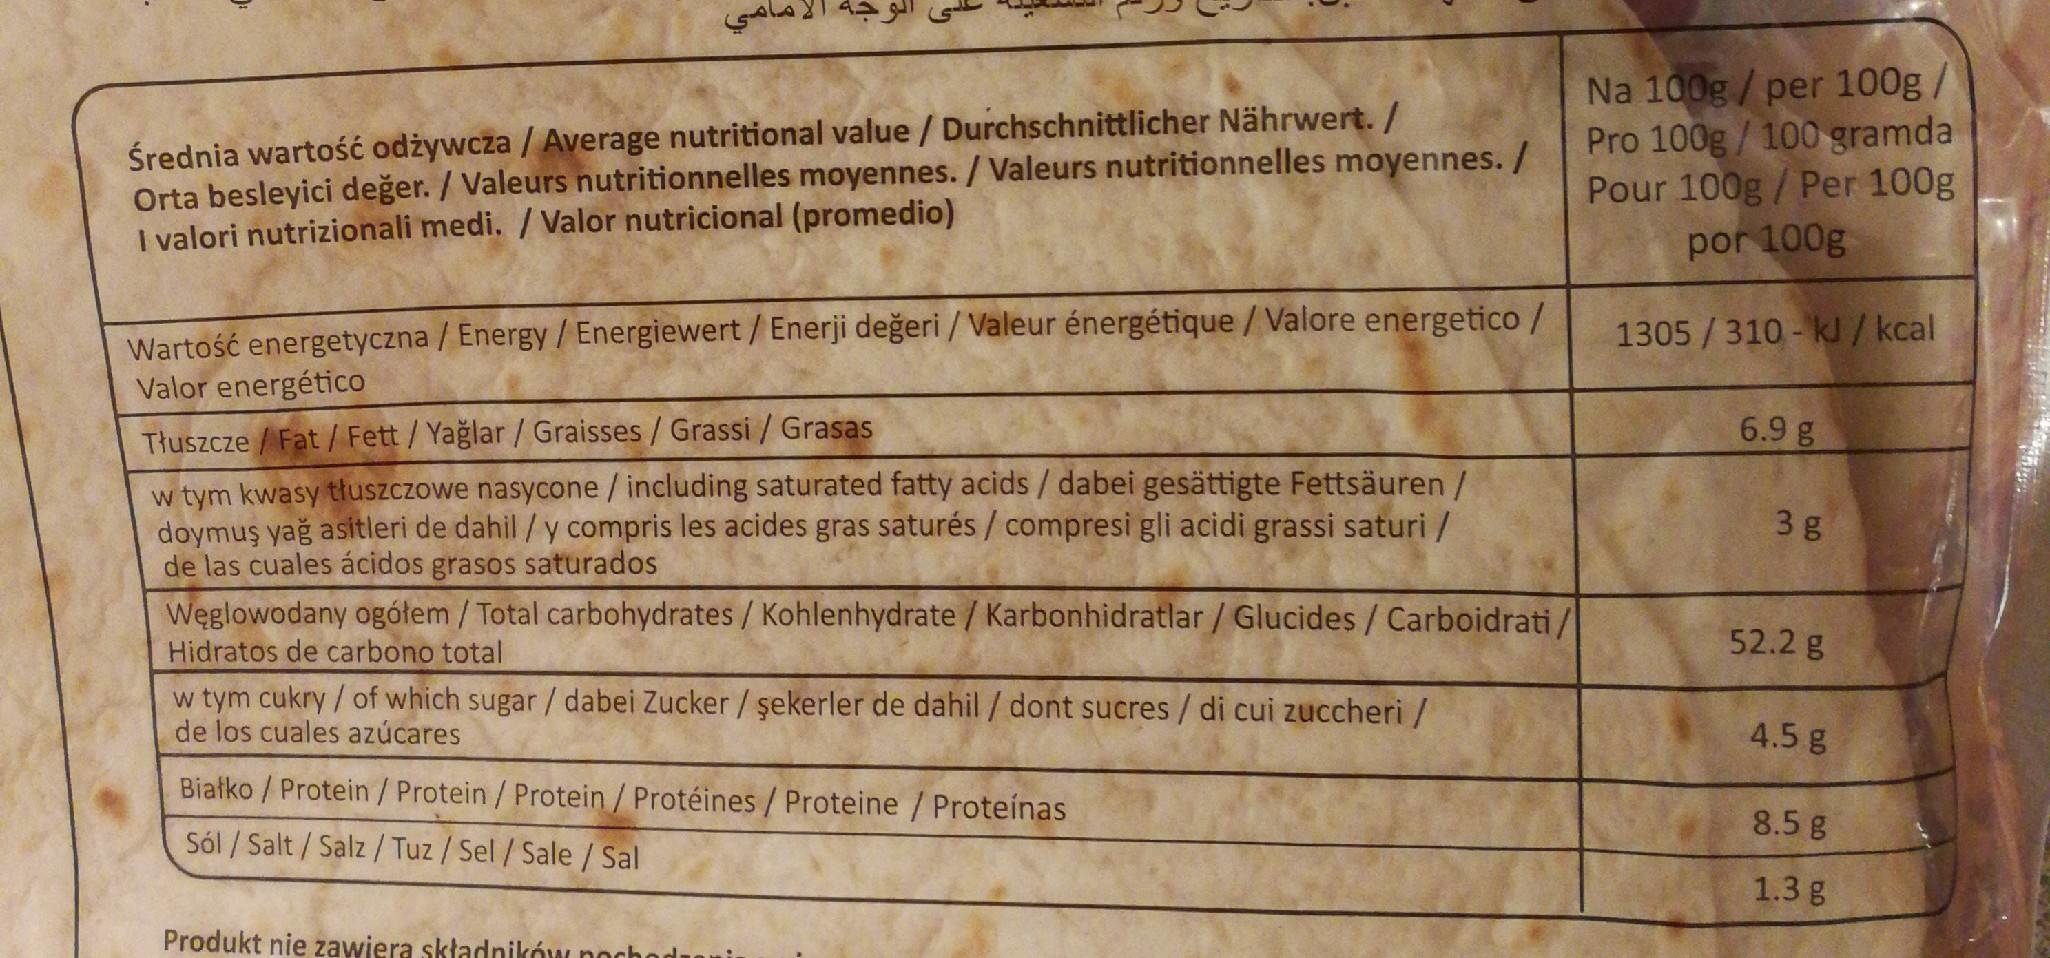 على الوجه الأمامي
Średnia wartość odżywcza / Average nutritional value / Durchschnittlicher Nährwert. /
Orta besleyici değer. / Valeurs nutritionnelles moyennes. / Valeurs nutritionnelles moyennes. /
I valori nutrizionali medi. / Valor nutricional (promedio)
Na 100g / per 100g /
Pro 100g / 100 gramda
Pour 100g / Per 100g
por 100g
Wartość energetyczna / Energy / Energiewert / Enerji değeri / Valeur énergétique / Valore energetico /
Valor energético
1305 / 310 - kJ / kcal
Tłuszcze / Fat / Fett / Yağlar / Graisses / Grassi / Grasas
6.9 g
w tym kwasy tłuszczowe nasycone / including saturated fatty acids / dabei gesättigte Fettsäuren /
doymuş yağ asitleri de dahil / y compris les acides gras saturés / compresi gli acidi grassi saturi /
de las cuales ácidos grasos saturados
3 g
Węglowodany ogółem / Total carbohydrates / Kohlenhydrate / Karbonhidratlar / Glucides / Carboidrati /
Hidratos de carbono total
52.2 g
w tym cukry / of which sugar / dabei Zucker / şekerler de dahil / dont sucres / di cui zuccheri /
de los cuales azúcares
4.5 g
Białko / Protein / Protein / Protein / Protéines / Proteine / Proteínas
8.5 g
Sól / Salt / Salz / Tuz / Sel / Sale / Sal
1.3 g
Produkt nie zawiera składników